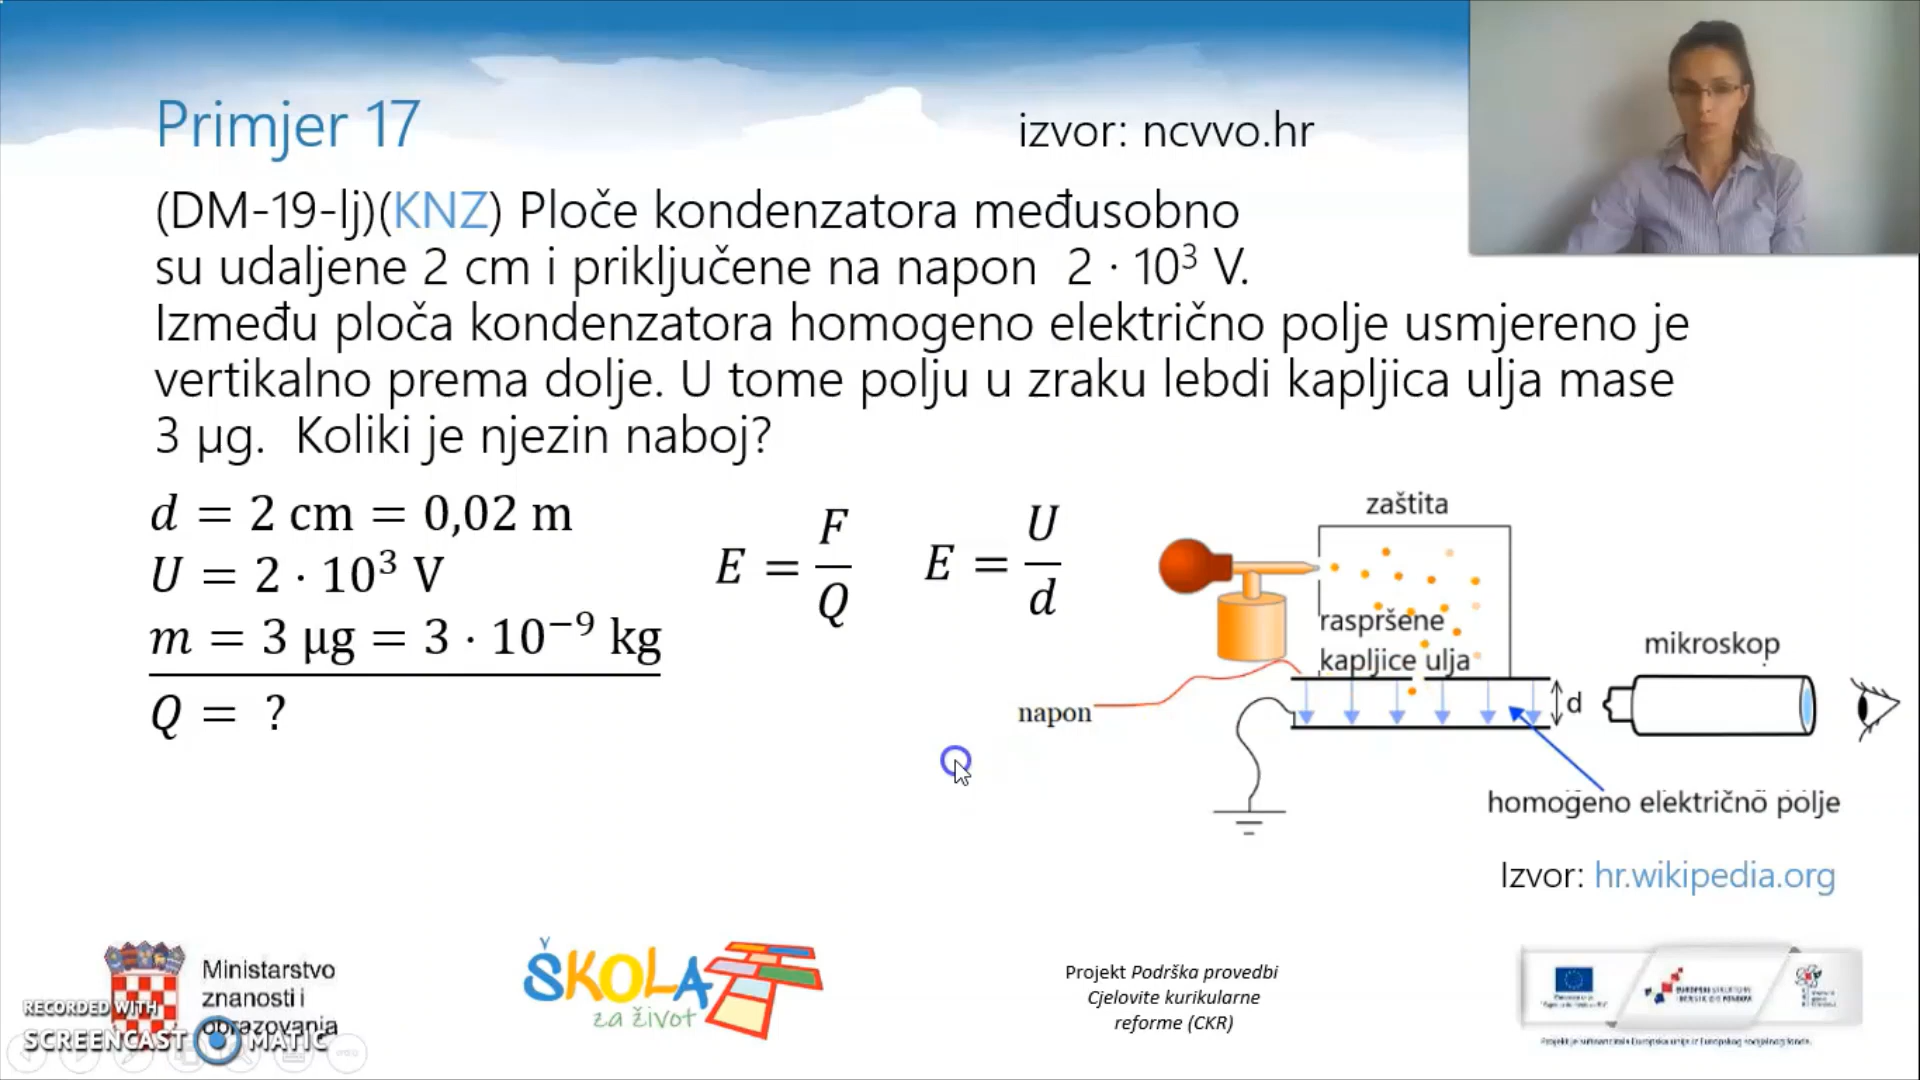 Primjer 17
izvor: ncvvo.hr
(DM-19-lj)(KNZ) Ploče kondenzatora međusobno
su udaljene 2 cm i priključene na napon 2 · 10³ V.
Između ploča kondenzatora homogeno električno polje usmjereno je
vertikalno prema dolje. U tome polju u zraku lebdi kapljica ulja mase
3 μg. Koliki je njezin naboj?
d = 2 cm = 0,02 m
U = 2 · 10³ V
m = 3 μg = 3 · 10⁻⁹ kg
Q = ?
E = F/Q
E = U/d
zaštita
raspršene
kapljice ulja
mikroskop
napon
d
homogeno električno polje
Izvor: hr.wikipedia.org
Ministarstvo
znanosti i
obrazovanja
RECORDED WITH
SCREENCAST MATIC
ŠKOLA
za život
Projekt Podrška provedbi
Cjelovite kurikularne
reforme (CKR)